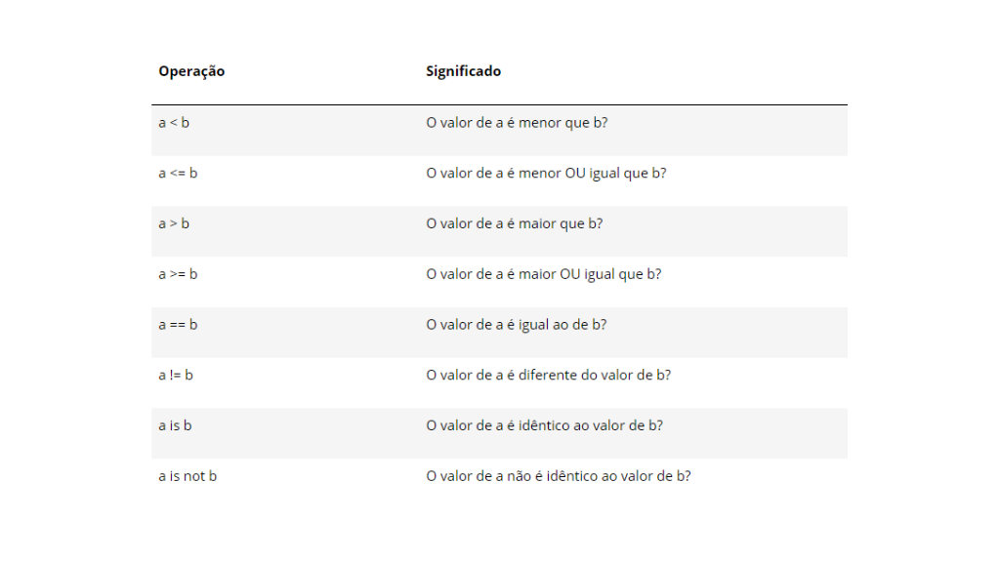 Operação Significado
a < b O valor de a é menor que b?
a <= b O valor de a é menor OU igual que b?
a > b O valor de a é maior que b?
a >= b O valor de a é maior OU igual que b?
a == b O valor de a é igual ao de b?
a != b O valor de a é diferente do valor de b?
a is b O valor de a é idêntico ao valor de b?
a is not b O valor de a não é idêntico ao valor de b?